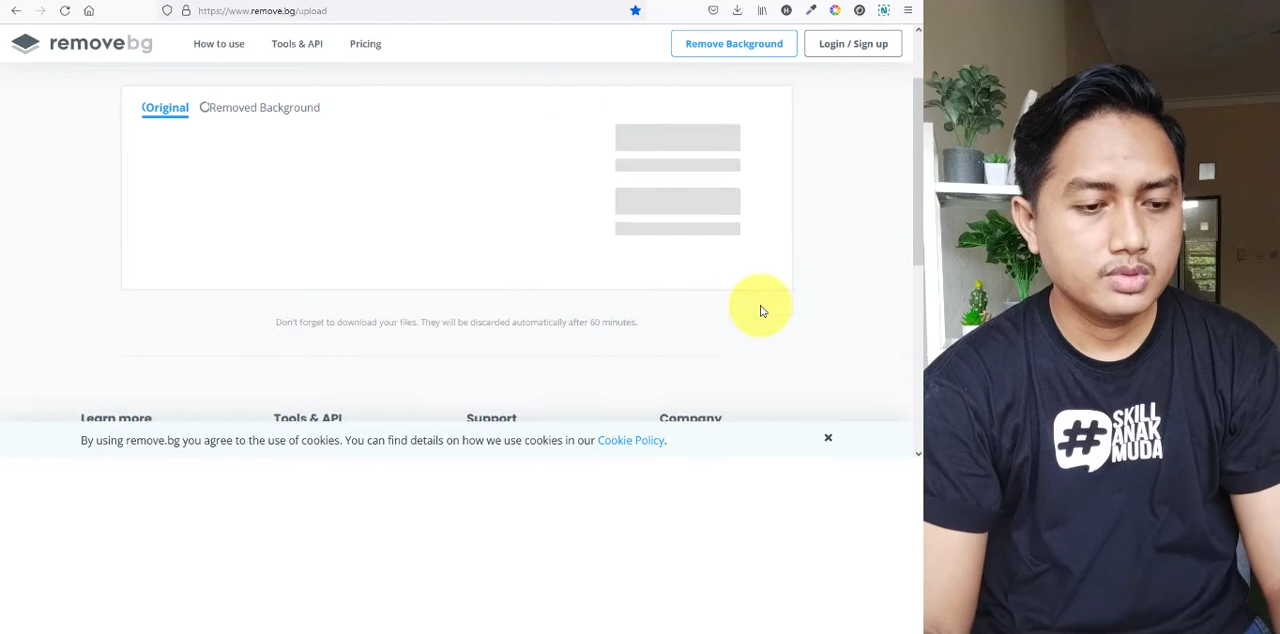 https://www.remove.bg/upload
removebg
How to use
Tools & API
Pricing
Remove Background
Login / Sign up
Original
Removed Background
Don't forget to download your files. They will be discarded automatically after 60 minutes.
Learn more
Tools & API
Support
Company
By using remove.bg you agree to the use of cookies. You can find details on how we use cookies in our Cookie Policy.
#SKILL
ANAK
MUDA